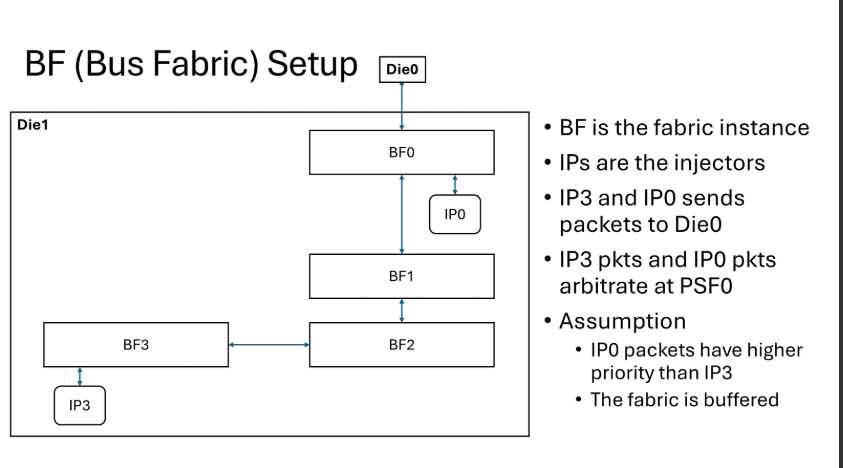 BF (Bus Fabric) Setup
Die0
Die1
BF0
IP0
BF1
BF3
BF2
IP3
• BF is the fabric instance
• IPs are the injectors
• IP3 and IP0 sends
packets to Die0
• IP3 pkts and IP0 pkts
arbitrate at PSF0
• Assumption
• IP0 packets have higher
priority than IP3
• The fabric is buffered